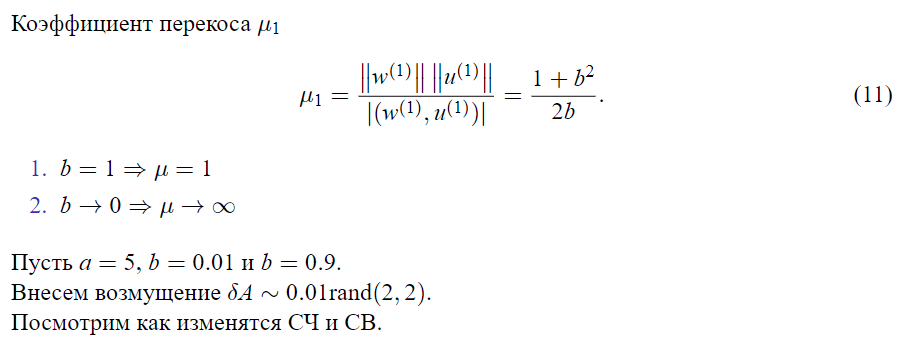 Коэффициент перекоса μ₁
μ₁ = ||w⁽¹⁾|| ||u⁽¹⁾|| / |(w⁽¹⁾, u⁽¹⁾)| = (1 + b²) / 2b. (11)
1. b = 1 ⇒ μ = 1
2. b → 0 ⇒ μ → ∞
Пусть a = 5, b = 0.01 и b = 0.9.
Внесем возмущение δA ∼ 0.01rand(2, 2).
Посмотрим как изменятся СЧ и СВ.